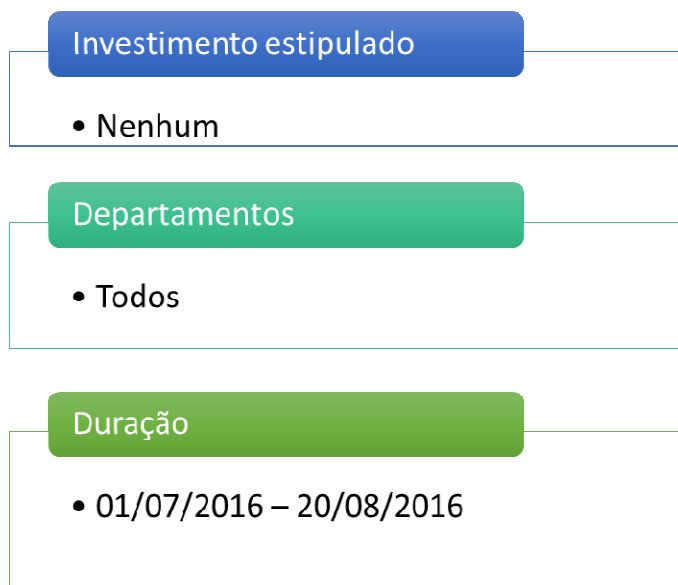 Investimento estipulado
• Nenhum
Departamentos
• Todos
Duração
• 01/07/2016 – 20/08/2016